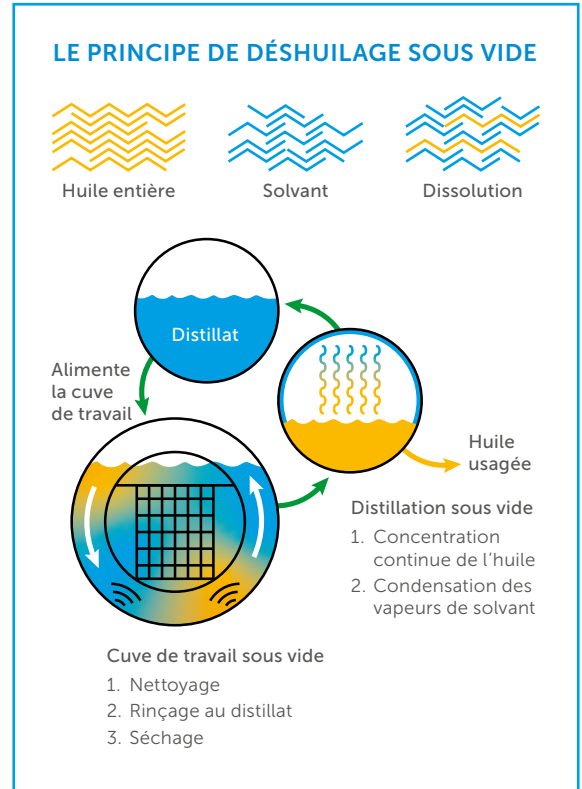 LE PRINCIPE DE DÉSHUILAGE SOUS VIDE
Huile entière
Solvant
Dissolution
Distillat
Alimente
la cuve
de travail
Huile
usagée
Distillation sous vide
1. Concentration
continue de l’huile
2. Condensation des
vapeurs de solvant
Cuve de travail sous vide
1. Nettoyage
2. Rinçage au distillat
3. Séchage